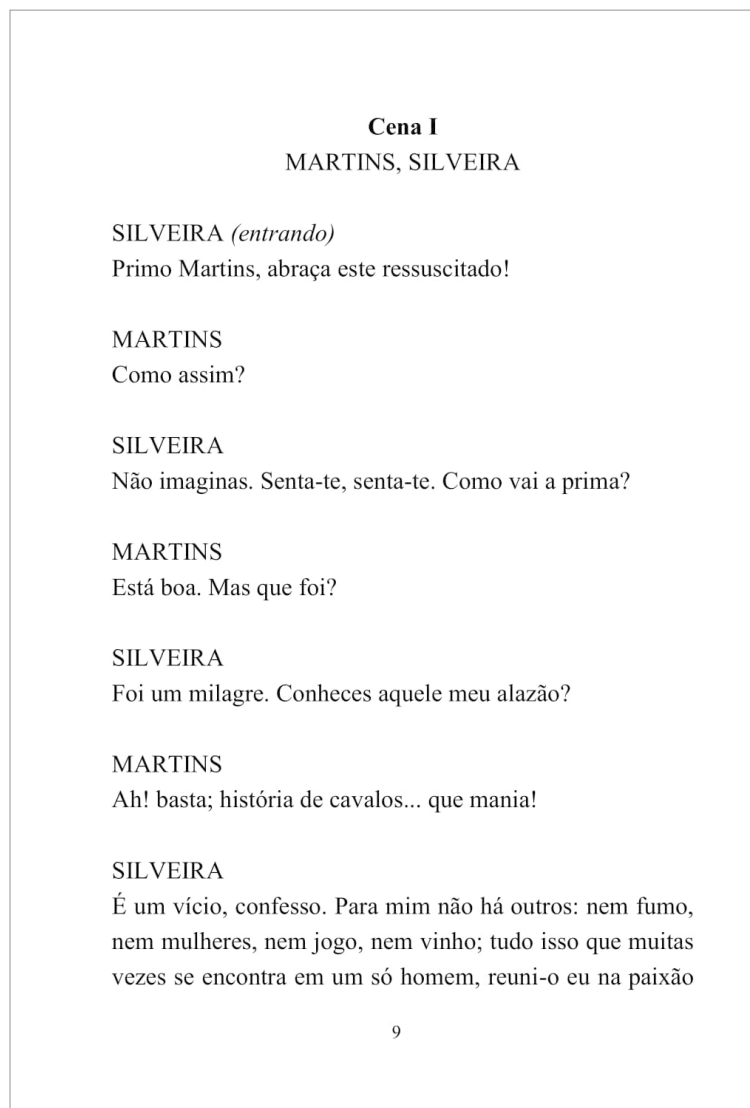 Cena I
MARTINS, SILVEIRA
SILVEIRA (entrando)
Primo Martins, abraça este ressuscitado!
MARTINS
Como assim?
SILVEIRA
Não imaginas. Senta-te, senta-te. Como vai a prima?
MARTINS
Está boa. Mas que foi?
SILVEIRA
Foi um milagre. Conheces aquele meu alazão?
MARTINS
Ah! basta; história de cavalos... que mania!
SILVEIRA
É um vício, confesso. Para mim não há outros: nem fumo,
nem mulheres, nem jogo, nem vinho; tudo isso que muitas
vezes se encontra em um só homem, reuni-o eu na paixão
9